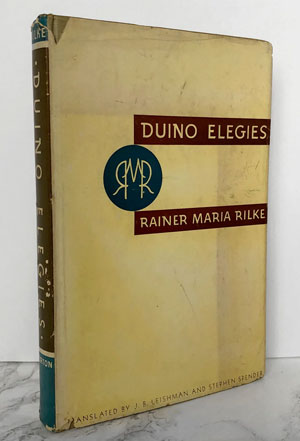 RILKE
·DUINO ELEGIES·
DUINO ELEGIES
RMR
RAINER MARIA RILKE
TRANSLATED BY J. B. LEISHMAN AND STEPHEN SPENDER